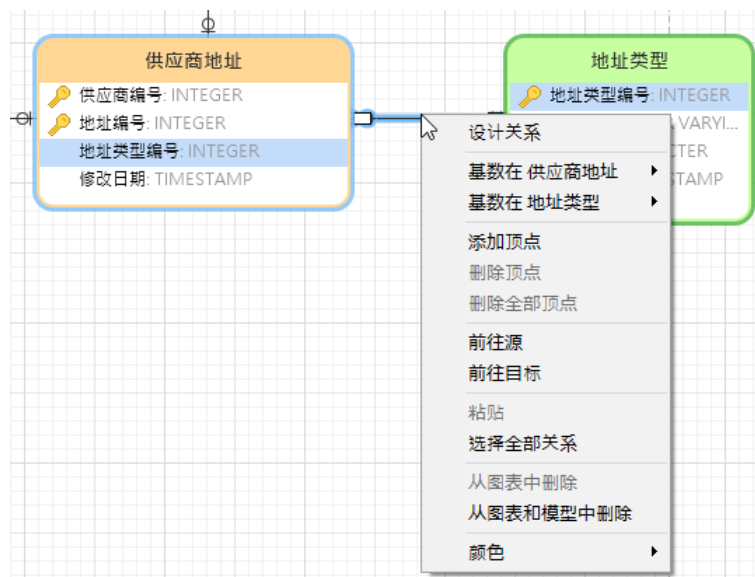 供应商地址
供应商编号: INTEGER
地址编号: INTEGER
地址类型编号: INTEGER
修改日期: TIMESTAMP
地址类型
地址类型编号: INTEGER
VARYI...
CTER
STAMP
设计关系
基数在 供应商地址
基数在 地址类型
添加顶点
删除顶点
删除全部顶点
前往源
前往目标
粘贴
选择全部关系
从图表中删除
从图表和模型中删除
颜色